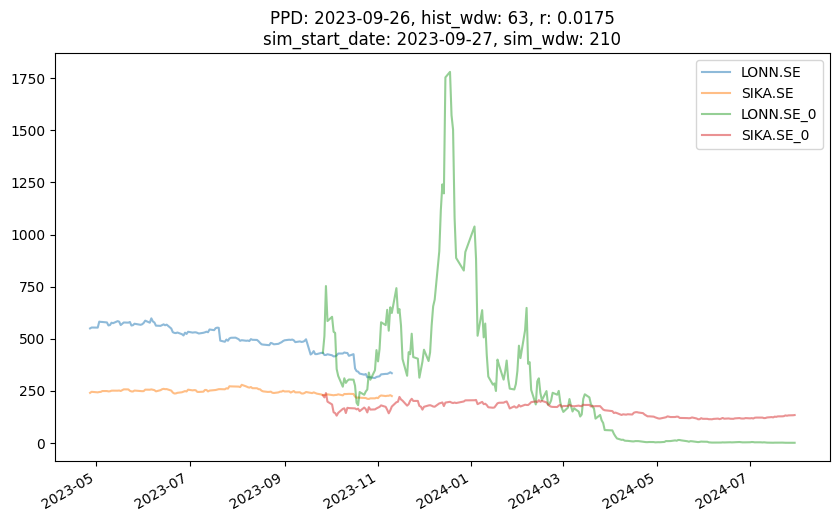 PPD: 2023-09-26, hist_wdw: 63, r: 0.0175
sim_start_date: 2023-09-27, sim_wdw: 210
LONN.SE
SIKA.SE
LONN.SE_0
SIKA.SE_0
1750
1500
1250
1000
750
500
250
0
2023-05
2023-07
2023-09
2023-11
2024-01
2024-03
2024-05
2024-07